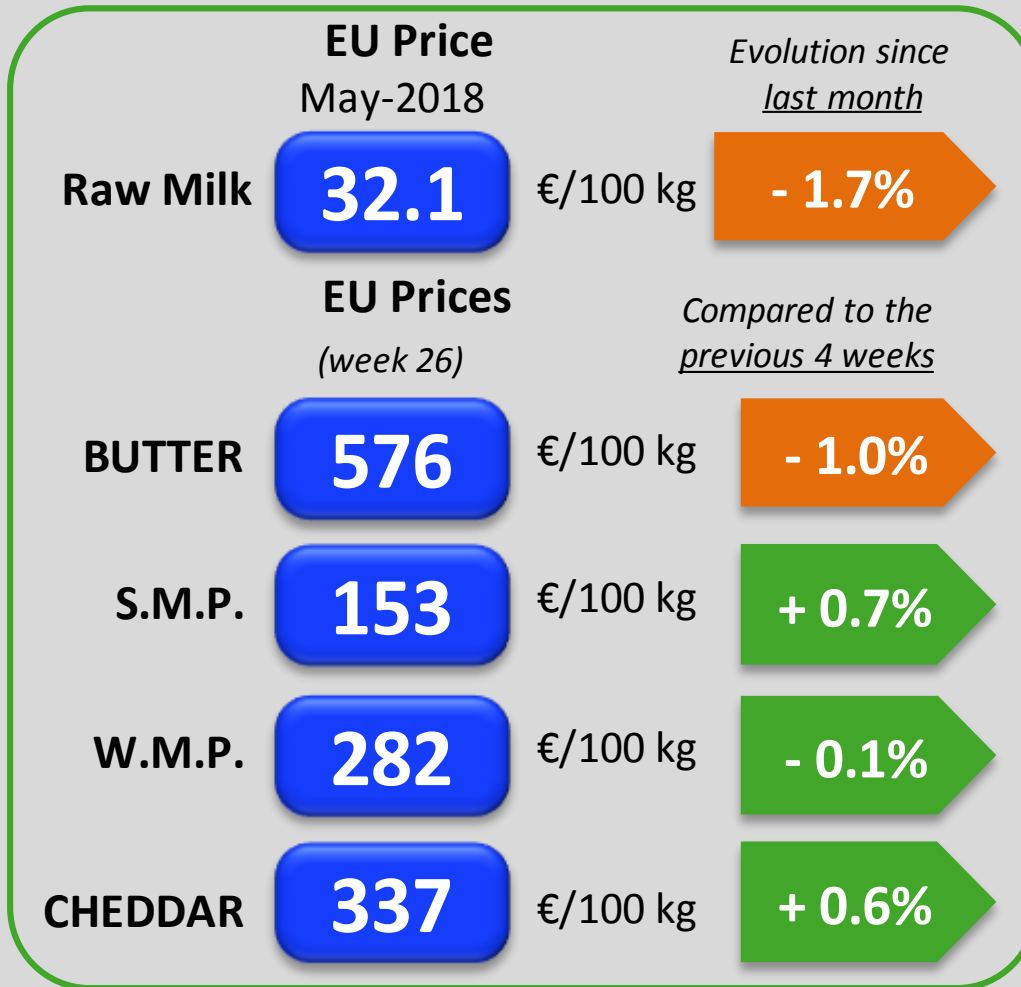 EU Price
May-2018
Evolution since
last month
Raw Milk 32.1 €/100 kg - 1.7%
EU Prices
(week 26)
Compared to the
previous 4 weeks
BUTTER 576 €/100 kg - 1.0%
S.M.P. 153 €/100 kg + 0.7%
W.M.P. 282 €/100 kg - 0.1%
CHEDDAR 337 €/100 kg + 0.6%